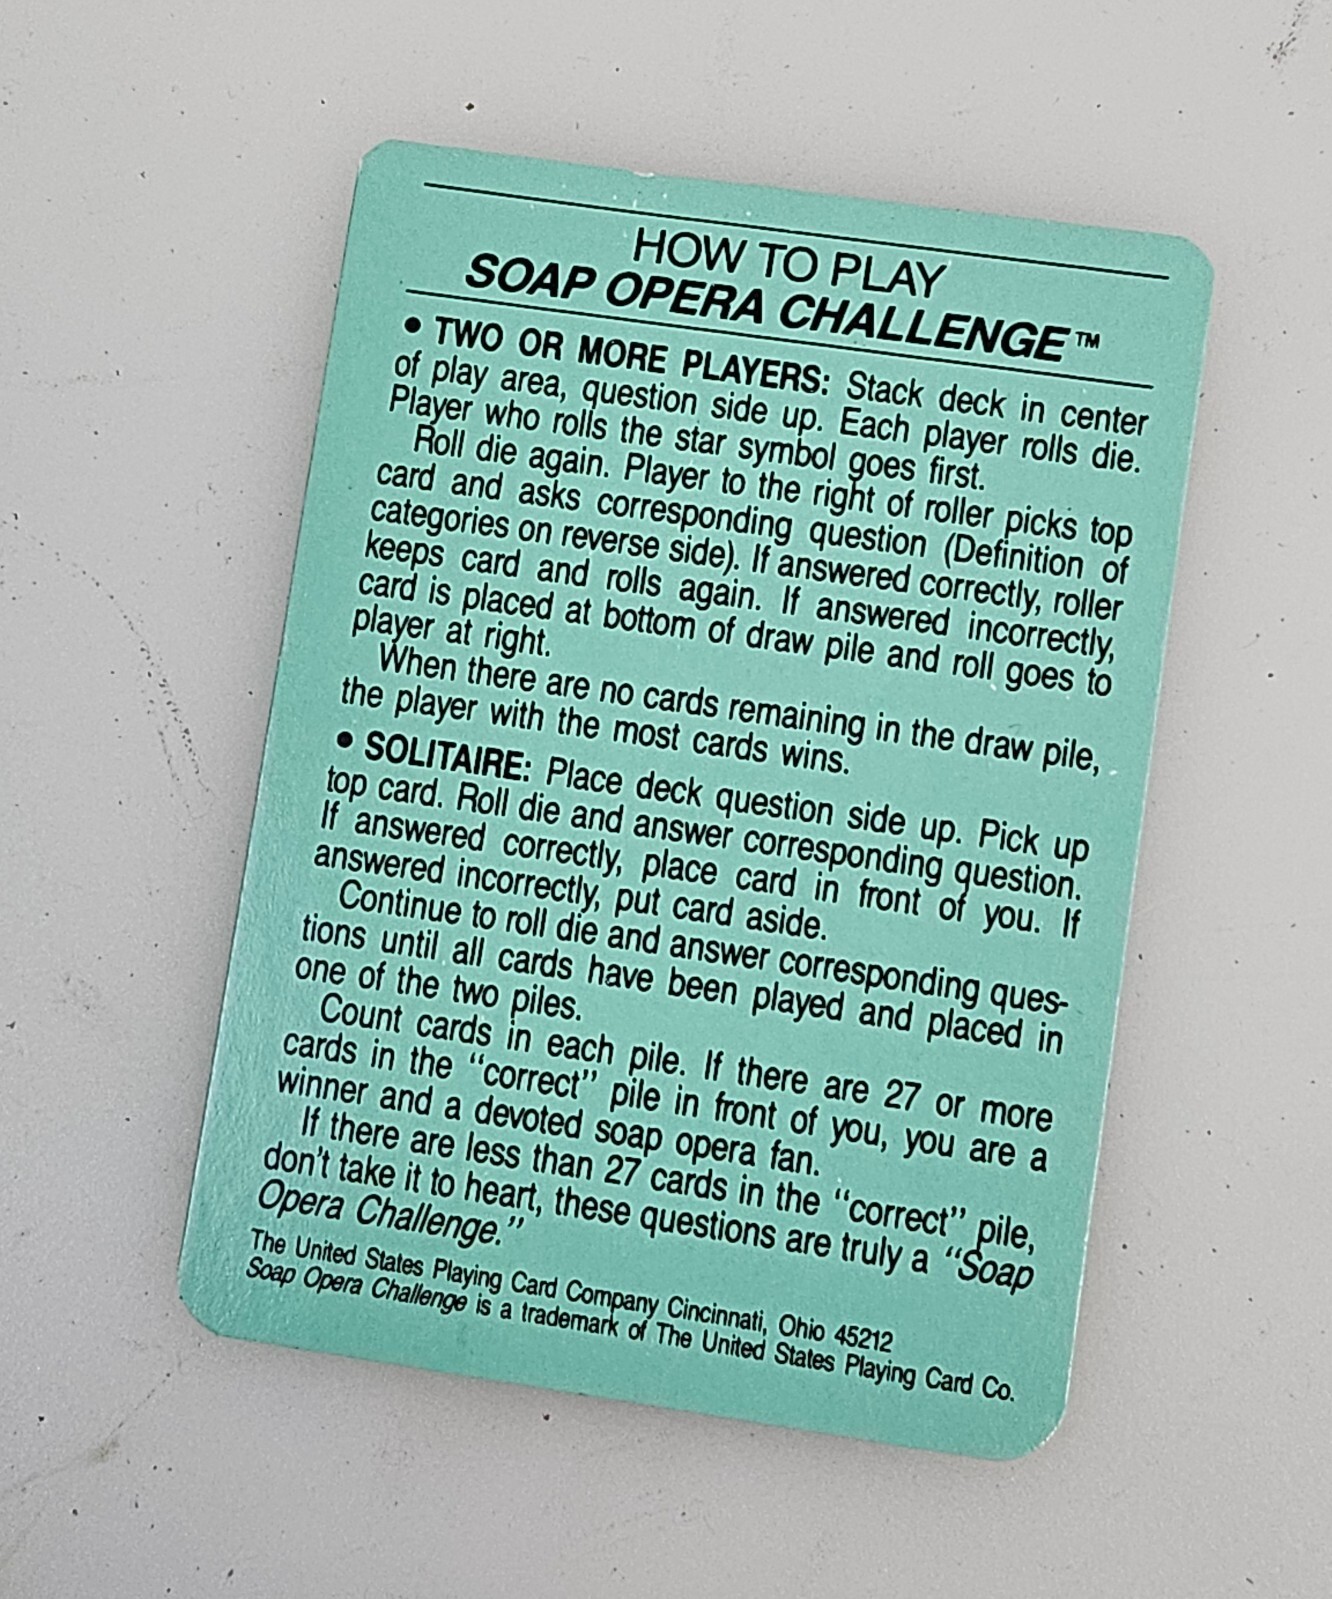 HOW TO PLAY
SOAP OPERA CHALLENGE™
• TWO OR MORE PLAYERS: Stack deck in center
of play area, question side up. Each player rolls die.
Player who rolls the star symbol goes first.
Roll die again. Player to the right of roller picks top
card and asks corresponding question (Definition of
categories on reverse side). If answered correctly, roller
keeps card and rolls again. If answered incorrectly,
card is placed at bottom of draw pile and roll goes to
player at right.
When there are no cards remaining in the draw pile,
the player with the most cards wins.
• SOLITAIRE: Place deck question side up. Pick up
top card. Roll die and answer corresponding question.
If answered correctly, place card in front of you. If
answered incorrectly, put card aside.
Continue to roll die and answer corresponding ques-
tions until all cards have been played and placed in
one of the two piles.
Count cards in each pile. If there are 27 or more
cards in the "correct" pile in front of you, you are a
winner and a devoted soap opera fan.
If there are less than 27 cards in the "correct" pile,
don't take it to heart, these questions are truly a "Soap
Opera Challenge."
The United States Playing Card Company Cincinnati, Ohio 45212
Soap Opera Challenge is a trademark of The United States Playing Card Co.